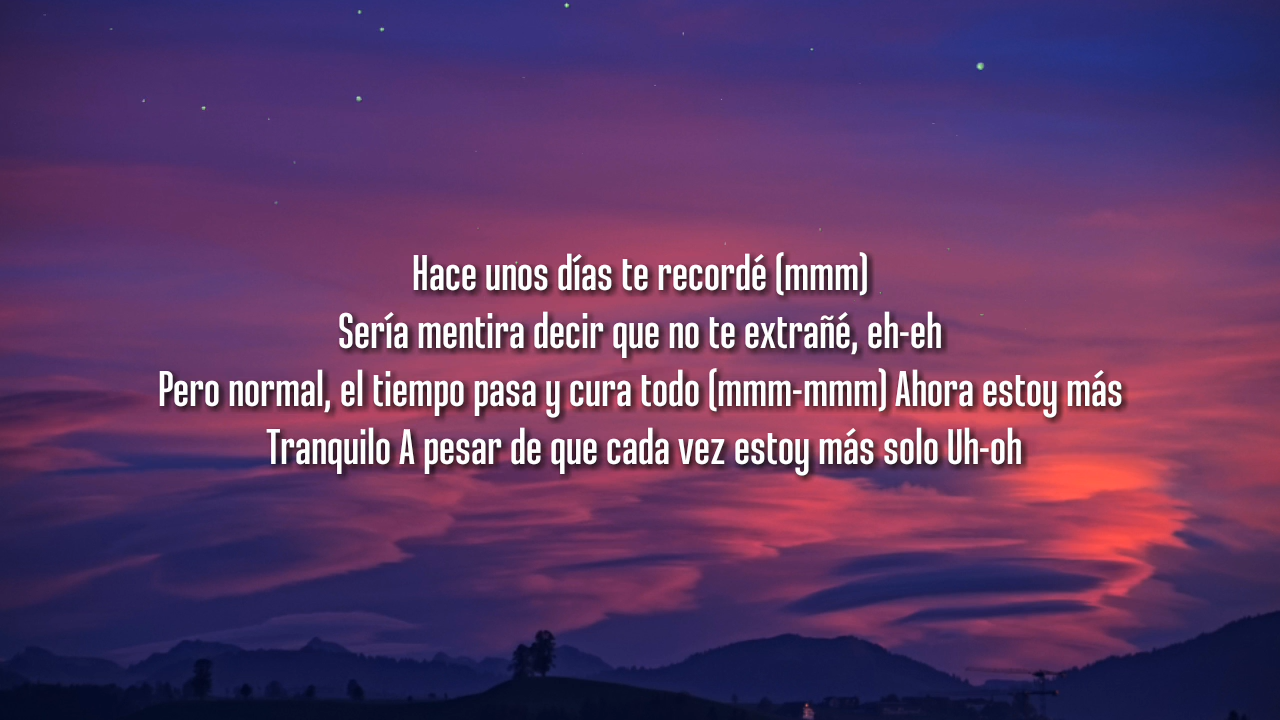 Hace unos días te recordé (mmm)
Sería mentira decir que no te extrañé, eh-eh
Pero normal, el tiempo pasa y cura todo (mmm-mmm) Ahora estoy más
Tranquilo A pesar de que cada vez estoy más solo Uh-oh